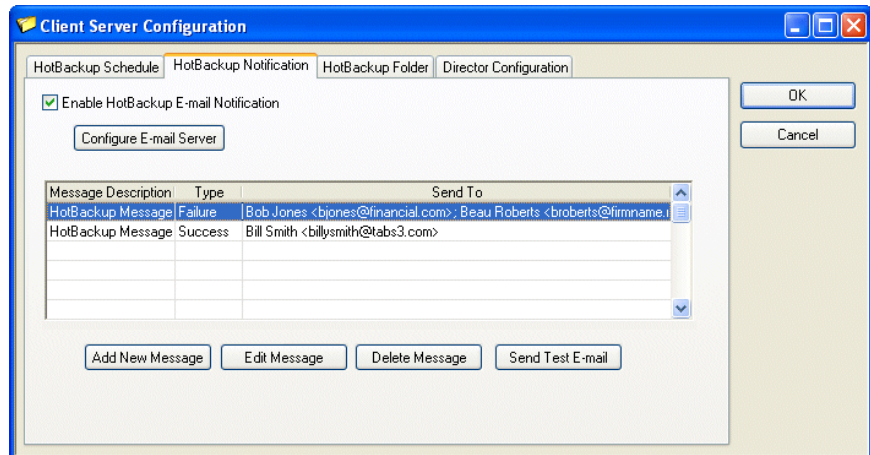 Client Server Configuration
HotBackup Schedule HotBackup Notification HotBackup Folder Director Configuration
OK
Enable HotBackup E-mail Notification
Cancel
Configure E-mail Server
Message Description Type Send To
HotBackup Message Failure Bob Jones <bjones@financial.com>; Beau Roberts <broberts@firmname.
HotBackup Message Success Bill Smith <billysmith@tabs3.com>
Add New Message Edit Message Delete Message Send Test E-mail